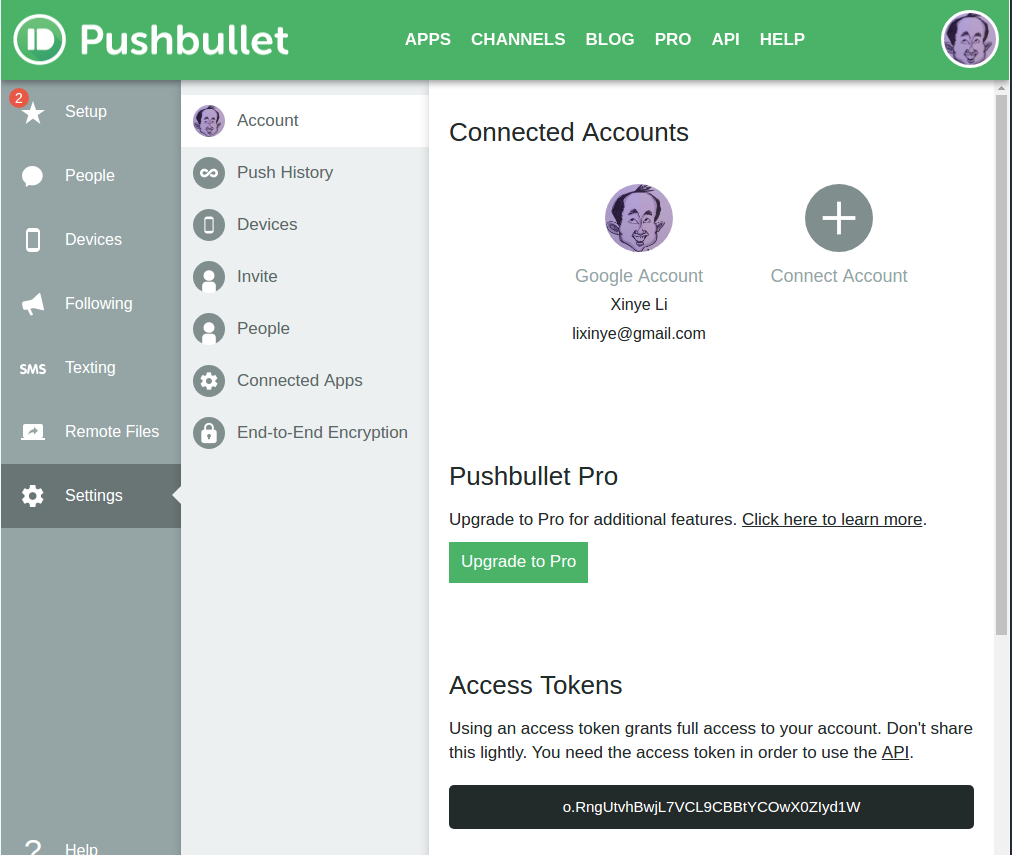 Pushbullet
APPS CHANNELS BLOG PRO API HELP
2
Setup
People
Devices
Following
SMS
Texting
Remote Files
Settings
Help
Account
Push History
Devices
Invite
People
Connected Apps
End-to-End Encryption
Connected Accounts
Google Account
Xinye Li
lixinye@gmail.com
Connect Account
Pushbullet Pro
Upgrade to Pro for additional features. Click here to learn more.
Upgrade to Pro
Access Tokens
Using an access token grants full access to your account. Don't share
this lightly. You need the access token in order to use the API.
o.RngUtvhBwjL7VCL9CBBtYCOwX0ZIyd1W